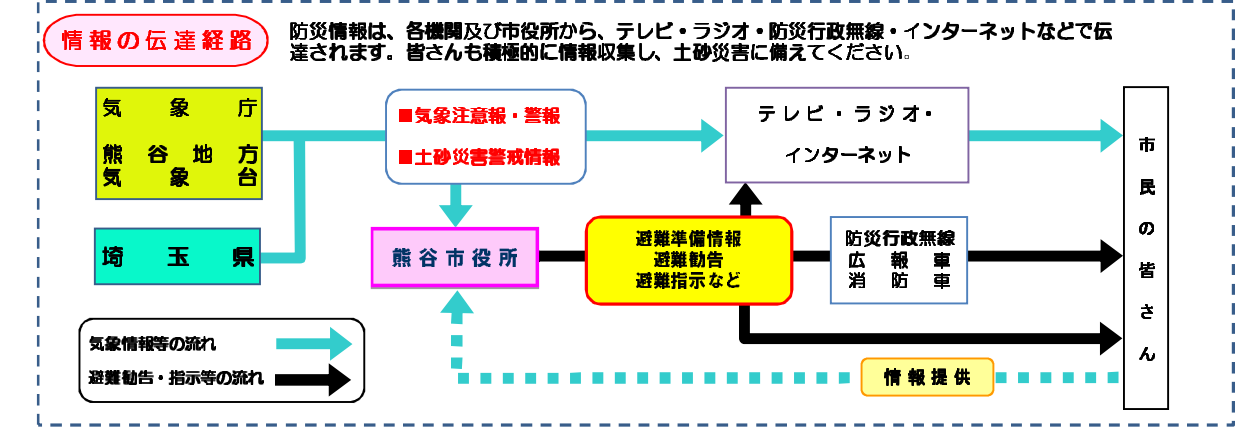 情報の伝達経路
防災情報は、各機関及び市役所から、テレビ・ラジオ・防災行政無線・インターネットなどで伝
達されます。皆さんも積極的に情報収集し、土砂災害に備えてください。
気象庁
熊谷地方
気象台
■気象注意報・警報
■土砂災害警戒情報
テレビ・ラジオ・
インターネット
市民の皆さん
埼玉県
熊谷市役所
避難準備情報
避難勧告
避難指示など
防災行政無線
広報車
消防車
気象情報等の流れ
避難勧告・指示等の流れ
情報提供